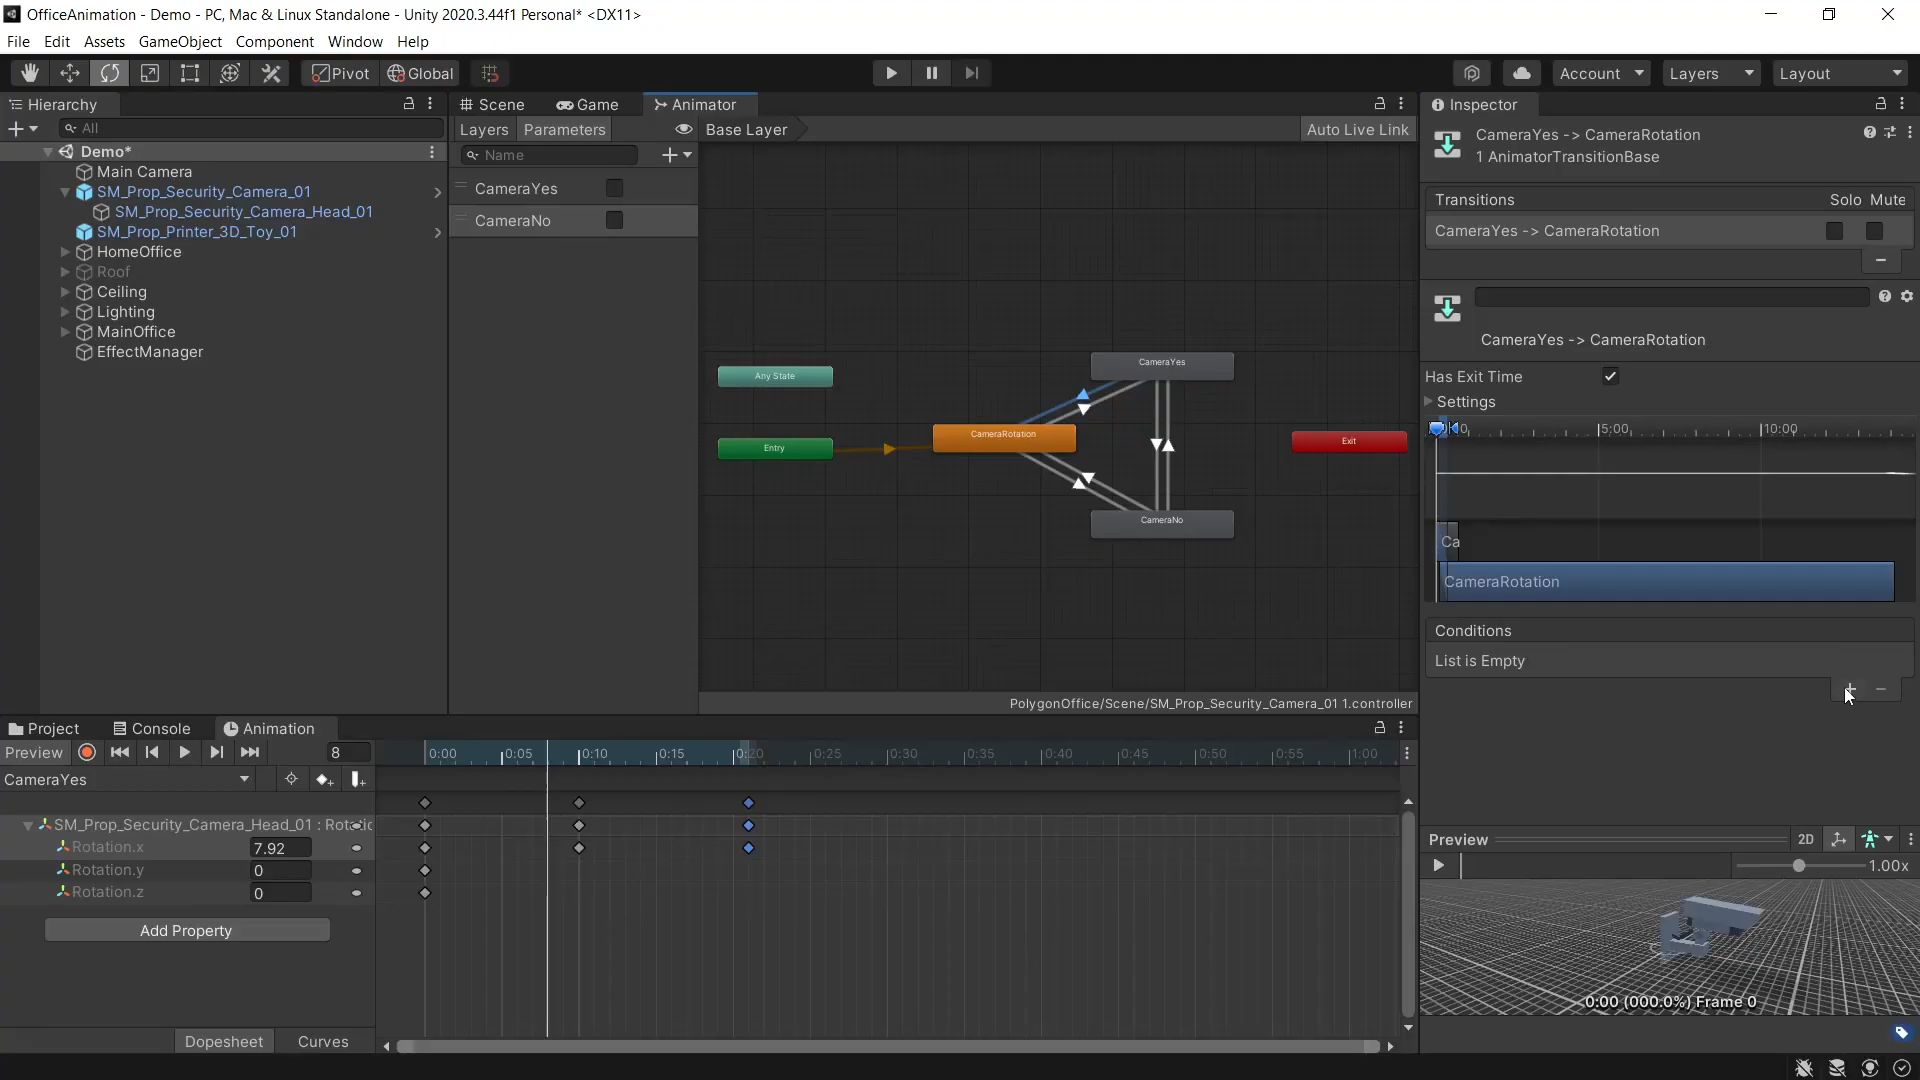 OfficeAnimation - Demo - PC, Mac & Linux Standalone - Unity 2020.3.44f1 Personal* <DX11>
File Edit Assets GameObject Component Window Help
Pivot Global Account Layers Layout
Hierarchy
All
Demo*
Main Camera
SM_Prop_Security_Camera_01
SM_Prop_Security_Camera_Head_01
SM_Prop_Printer_3D_Toy_01
HomeOffice
Roof
Ceiling
Lighting
MainOffice
EffectManager
Scene Game Animator
Layers Parameters Base Layer Auto Live Link
Name
CameraYes
CameraNo
Any State
Entry
CameraRotation
CameraYes
CameraNo
Exit
PolygonOffice/Scene/SM_Prop_Security_Camera_01 1.controller
Inspector
CameraYes -> CameraRotation
1 AnimatorTransitionBase
Transitions Solo Mute
CameraYes -> CameraRotation
CameraYes -> CameraRotation
Has Exit Time
Settings
5:00 10:00
Ca
CameraRotation
Conditions
List is Empty
Preview 2D
1.00x
0:00 (000.0%) Frame 0
Project Console Animation
Preview 8 0:00 0:05 0:10 0:15 0:20 0:25 0:30 0:35 0:40 0:45 0:50 0:55 1:00
CameraYes
SM_Prop_Security_Camera_Head_01 : Rotatio
Rotation.x 7.92
Rotation.y 0
Rotation.z 0
Add Property
Dopesheet Curves